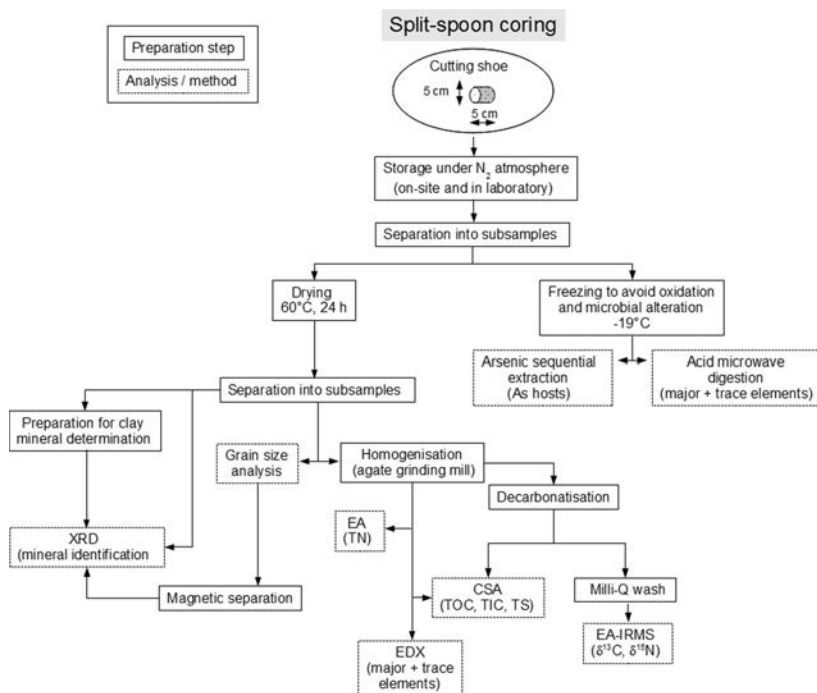 Split-spoon coring
Preparation step
Analysis / method
Cutting shoe
5 cm
5 cm
Storage under N₂ atmosphere
(on-site and in laboratory)
Separation into subsamples
Drying
60°C, 24 h
Freezing to avoid oxidation
and microbial alteration
-19°C
Arsenic sequential
extraction
(As hosts)
Acid microwave
digestion
(major + trace elements)
Separation into subsamples
Preparation for clay
mineral determination
Grain size
analysis
Homogenisation
(agate grinding mill)
Decarbonatisation
XRD
(mineral identification
EA
(TN)
CSA
(TOC, TIC, TS)
Milli-Q wash
Magnetic separation
EDX
(major + trace
elements)
EA-IRMS
(δ¹³C, δ¹⁵N)